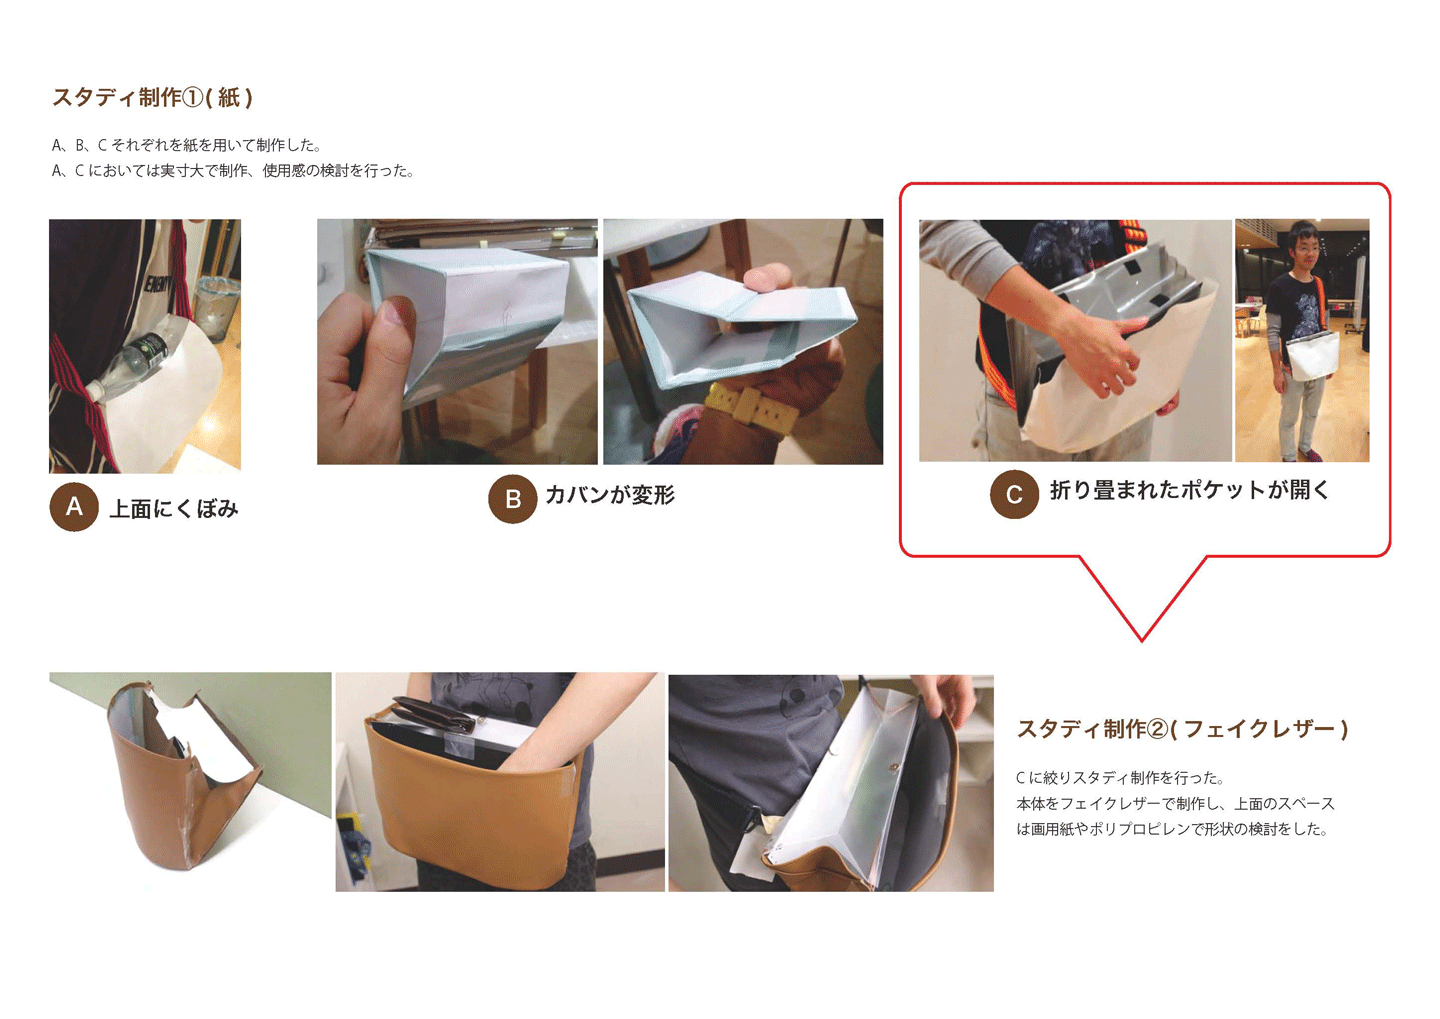 スタディ制作①( 紙 )
A、B、C それぞれを紙を用いて制作した。
A、C においては実寸大で制作、使用感の検討を行った。
A 上面にくぼみ
B カバンが変形
C 折り畳まれたポケットが開く
スタディ制作②( フェイクレザー )
C に絞りスタディ制作を行った。
本体をフェイクレザーで制作し、上面のスペース
は画用紙やポリプロピレンで形状の検討をした。